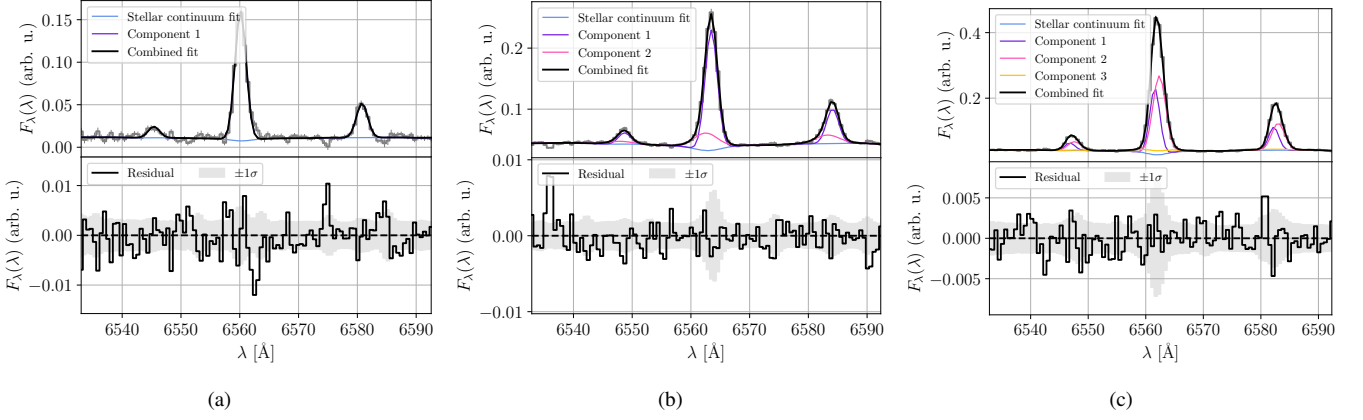 Stellar continuum fit
Component 1
Combined fit
F_λ(λ) (arb. u.)
0.15
0.10
0.05
0.00
Residual
±1σ
F_λ(λ) (arb. u.)
0.01
0.00
−0.01
6540 6550 6560 6570 6580 6590
λ [Å]
(a)
Stellar continuum fit
Component 1
Component 2
Combined fit
F_λ(λ) (arb. u.)
0.2
0.1
Residual
±1σ
F_λ(λ) (arb. u.)
0.01
0.00
−0.01
6540 6550 6560 6570 6580 6590
λ [Å]
(b)
Stellar continuum fit
Component 1
Component 2
Component 3
Combined fit
F_λ(λ) (arb. u.)
0.4
0.2
Residual
±1σ
F_λ(λ) (arb. u.)
0.005
0.000
−0.005
6540 6550 6560 6570 6580 6590
λ [Å]
(c)